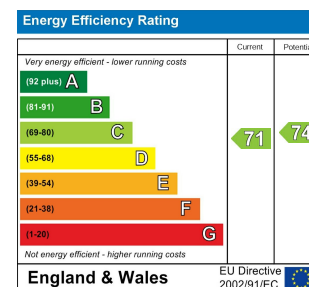 Energy Efficiency Rating
Current
Very energy efficient - lower running costs
(92 plus) A
(81-91) B
(69-80) C
71
74
(55-68) D
(39-54) E
(21-38) F
(1-20) G
Not energy efficient - higher running costs
England & Wales
EU Directive
2002/91/EC